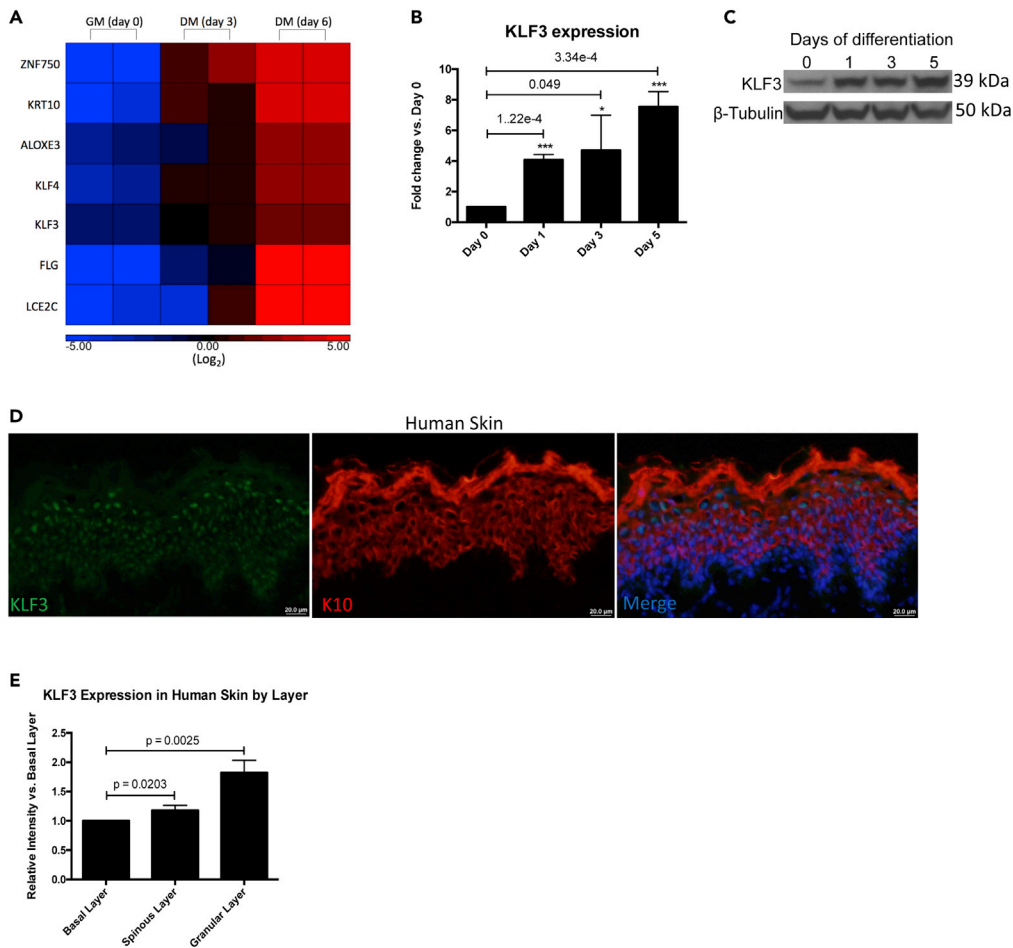 A
GM (day 0) DM (day 3) DM (day 6)
ZNF750
KRT10
ALOXE3
KLF4
KLF3
FLG
LCE2C
-5.00 0.00 5.00
(Log2)
B
KLF3 expression
3.34e-4
0.049
1..22e-4
***
*
***
Fold change vs. Day 0
10
8
6
4
2
0
Day 0 Day 1 Day 3 Day 5
C
Days of differentiation
0 1 3 5
KLF3 39 kDa
β-Tubulin 50 kDa
D
Human Skin
KLF3 20.0 μm
K10 20.0 μm
Merge 20.0 μm
E
KLF3 Expression in Human Skin by Layer
Relative Intensity vs. Basal Layer
2.5
2.0
1.5
1.0
0.5
0.0
p = 0.0025
p = 0.0203
Basal Layer Spinous Layer Granular Layer